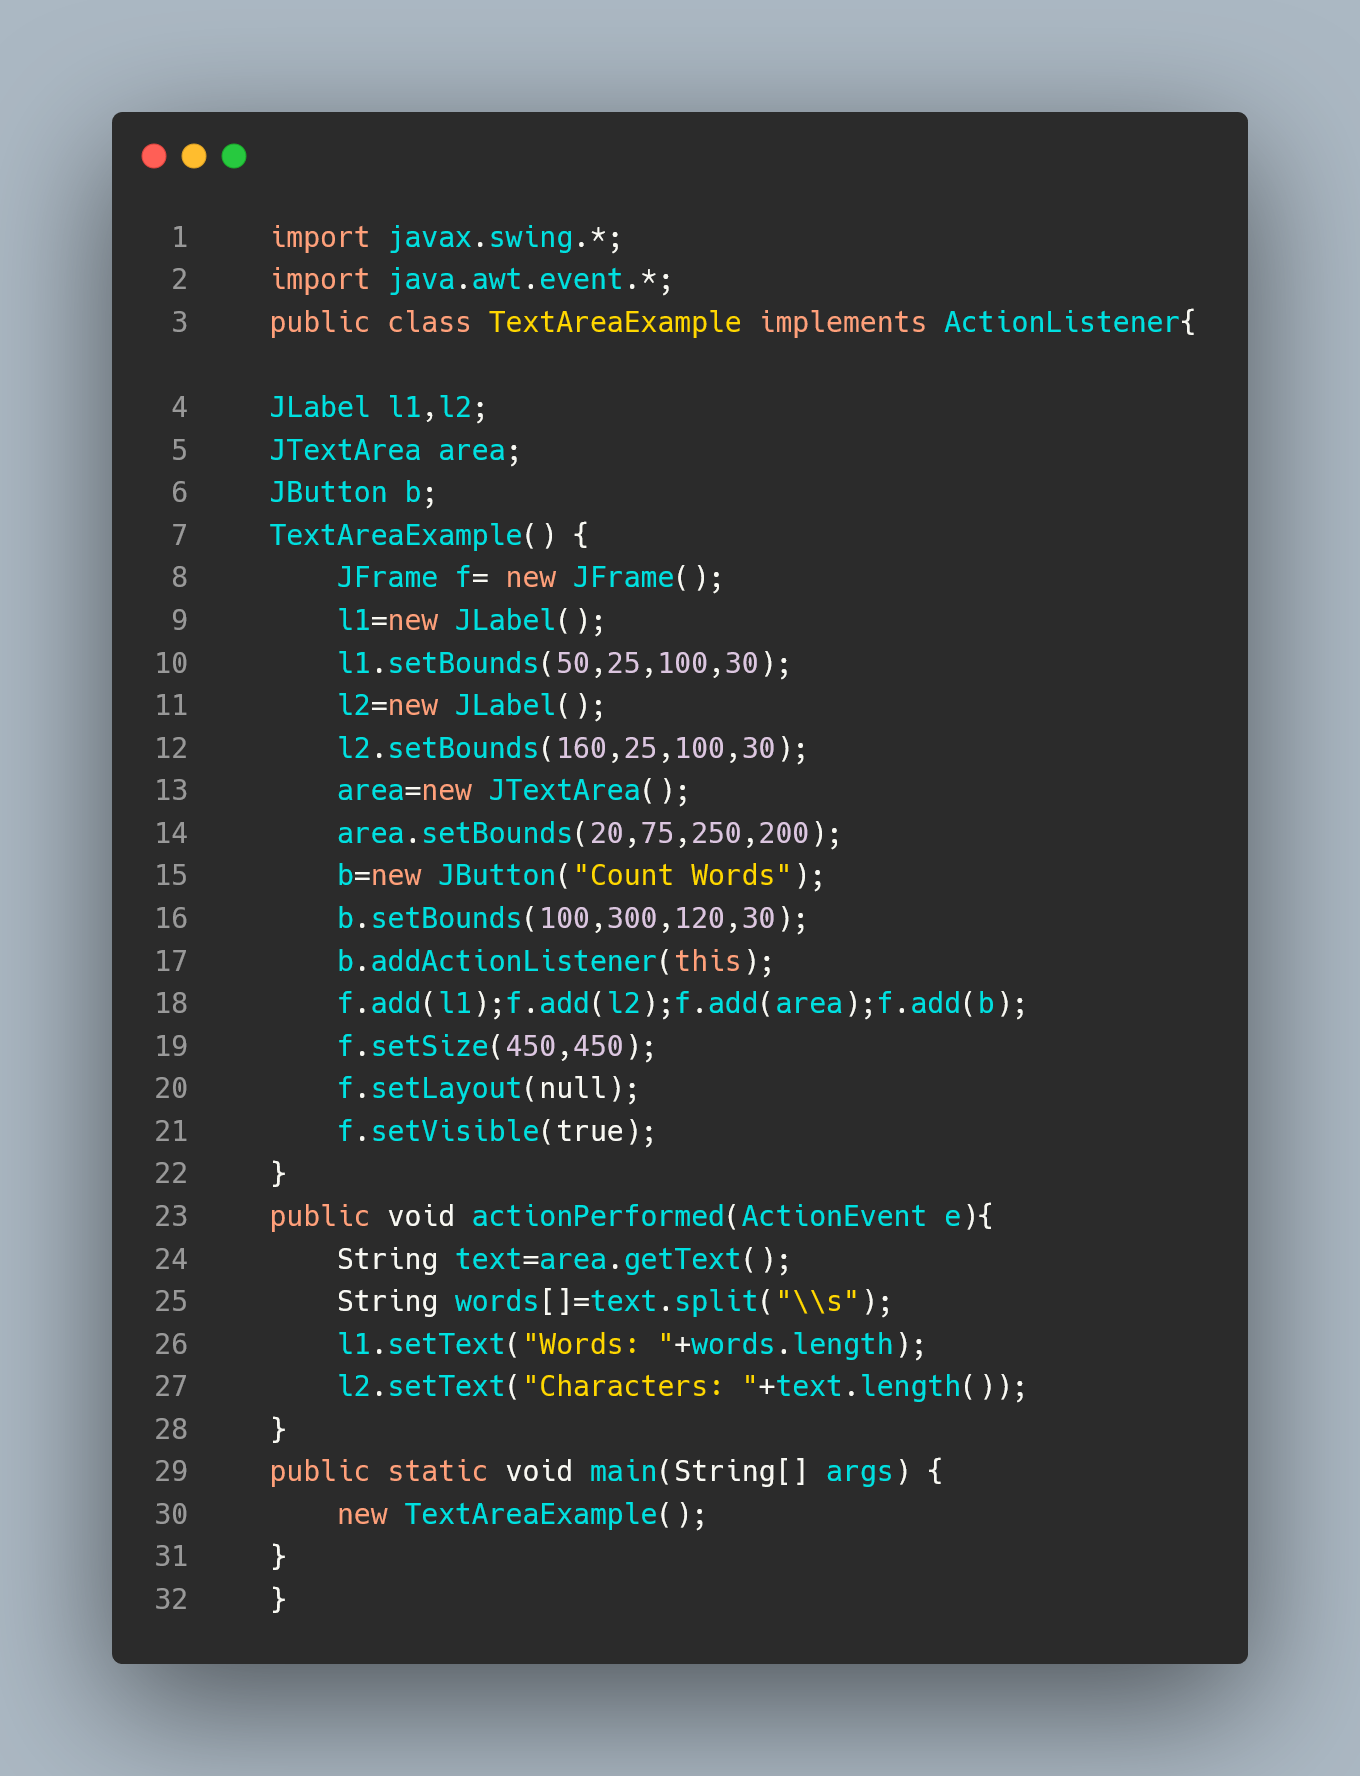 1 import javax.swing.*;
2 import java.awt.event.*;
3 public class TextAreaExample implements ActionListener{
4 JLabel l1,l2;
5 JTextArea area;
6 JButton b;
7 TextAreaExample() {
8 JFrame f= new JFrame();
9 l1=new JLabel();
10 l1.setBounds(50,25,100,30);
11 l2=new JLabel();
12 l2.setBounds(160,25,100,30);
13 area=new JTextArea();
14 area.setBounds(20,75,250,200);
15 b=new JButton("Count Words");
16 b.setBounds(100,300,120,30);
17 b.addActionListener(this);
18 f.add(l1);f.add(l2);f.add(area);f.add(b);
19 f.setSize(450,450);
20 f.setLayout(null);
21 f.setVisible(true);
22 }
23 public void actionPerformed(ActionEvent e){
24 String text=area.getText();
25 String words[]=text.split("\\s");
26 l1.setText("Words: "+words.length);
27 l2.setText("Characters: "+text.length());
28 }
29 public static void main(String[] args) {
30 new TextAreaExample();
31 }
32 }